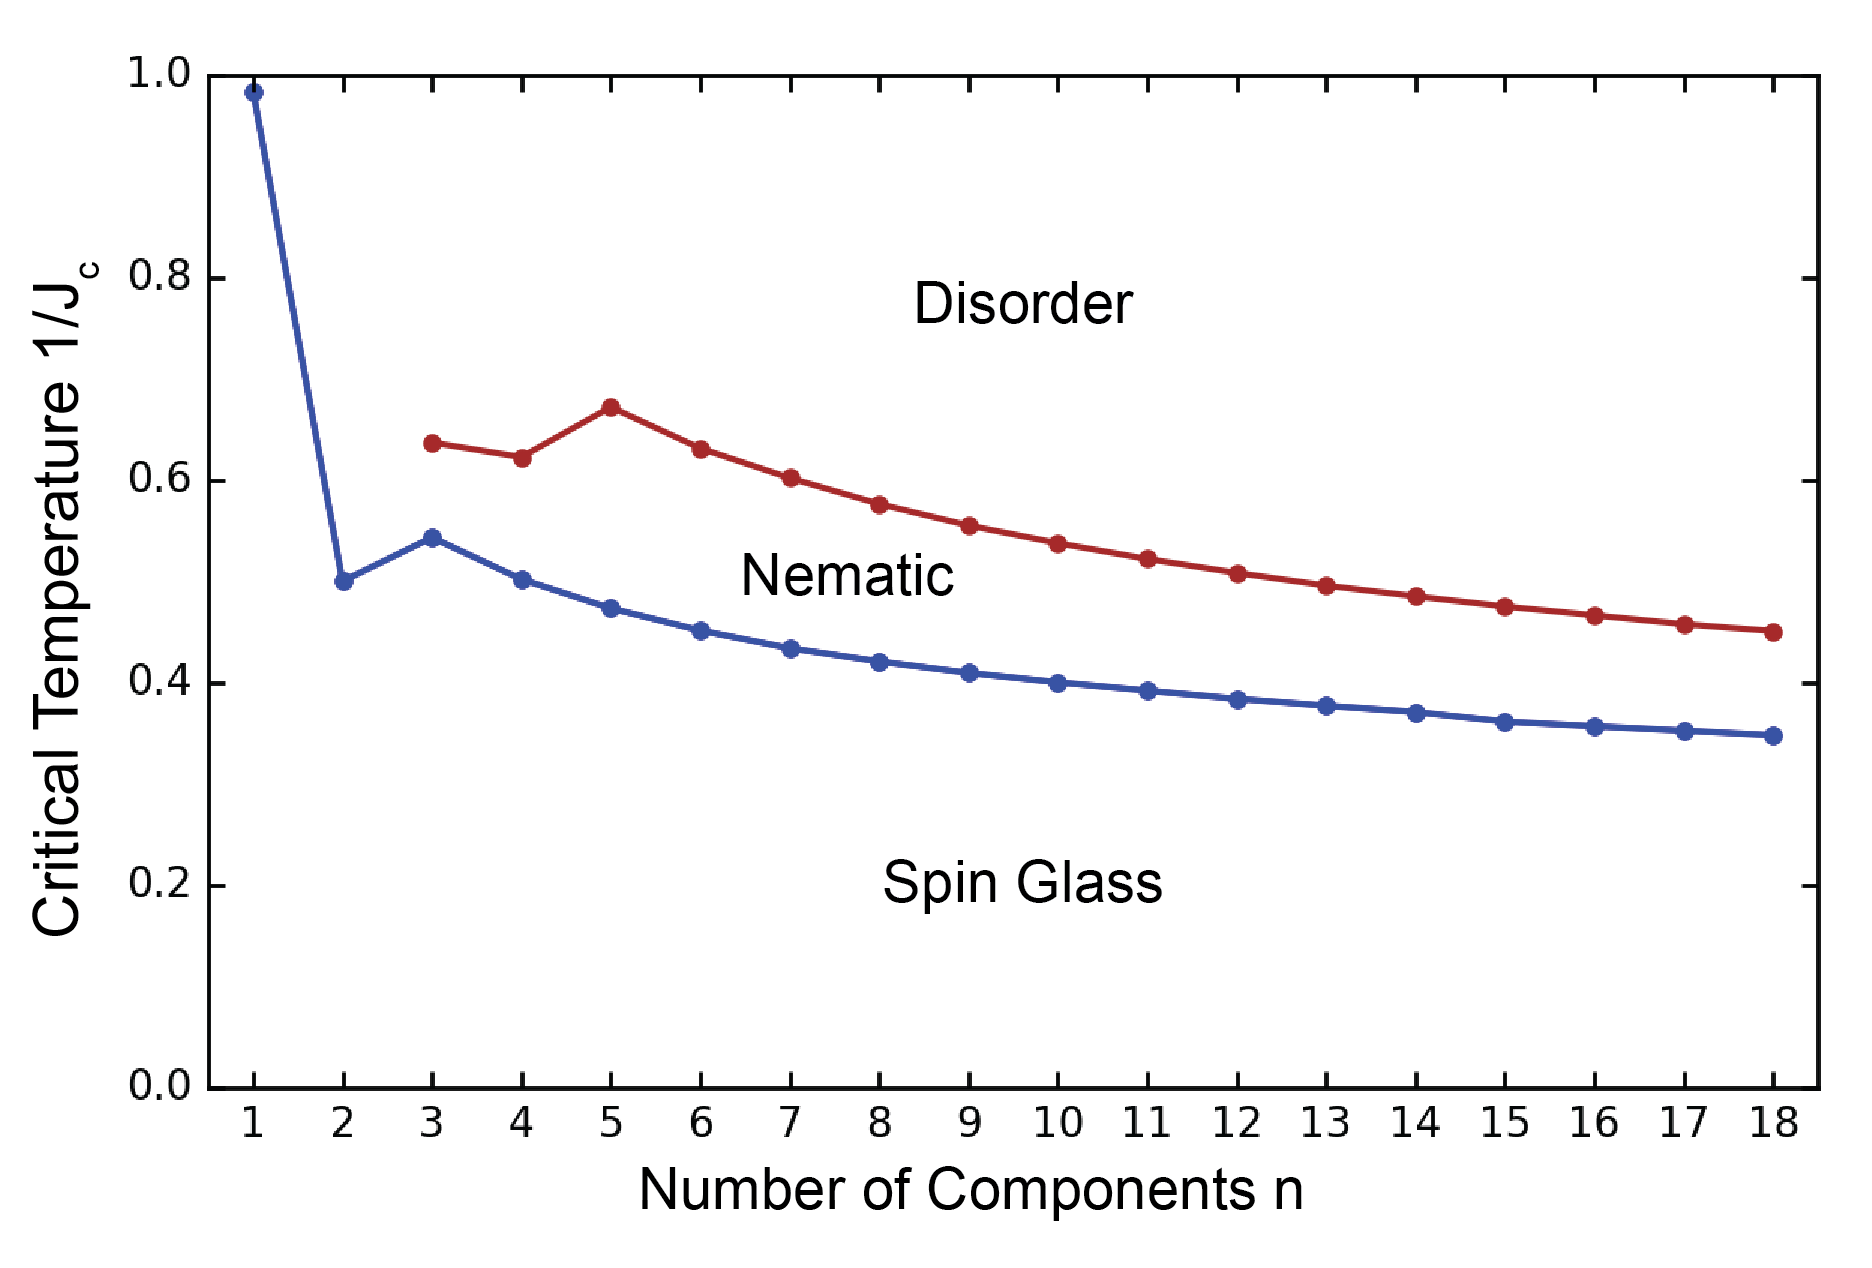 Critical Temperature 1/Jc
1.0
0.8
0.6
0.4
0.2
0.0
Disorder
Nematic
Spin Glass
1 2 3 4 5 6 7 8 9 10 11 12 13 14 15 16 17 18
Number of Components n